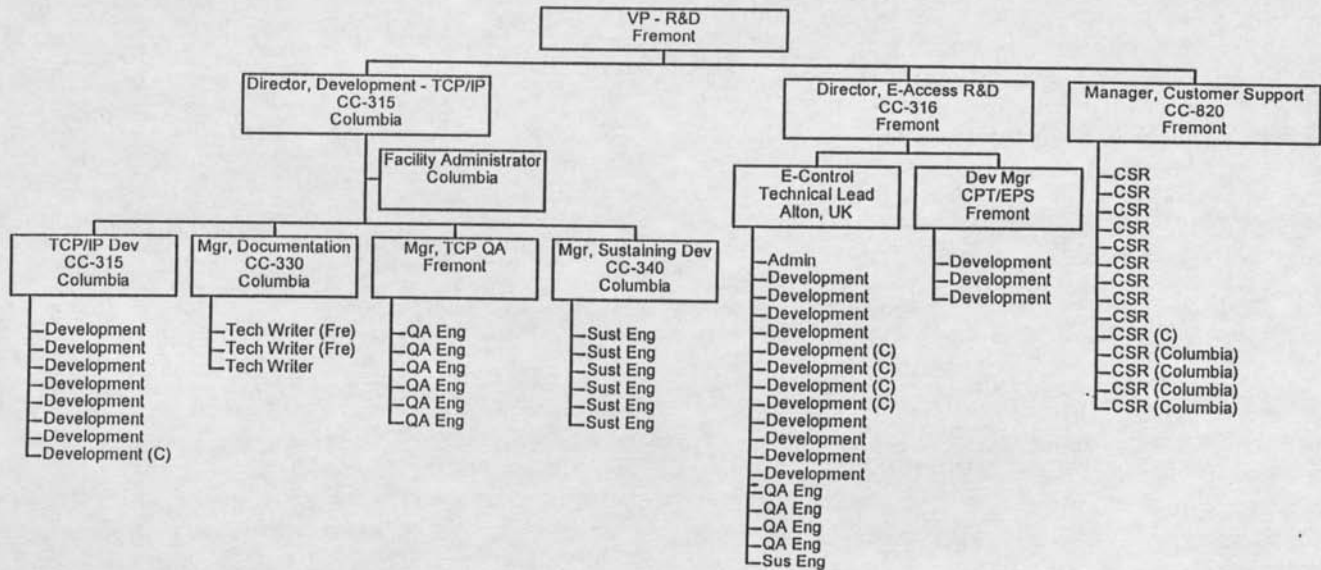 VP - R&D
Fremont
Director, Development - TCP/IP
CC-315
Columbia
Director, E-Access R&D
CC-316
Fremont
Manager, Customer Support
CC-820
Fremont
Facility Administrator
Columbia
E-Control
Technical Lead
Alton, UK
Dev Mgr
CPT/EPS
Fremont
TCP/IP Dev
CC-315
Columbia
Mgr, Documentation
CC-330
Columbia
Mgr, TCP QA
Fremont
Mgr, Sustaining Dev
CC-340
Columbia
Development
Development
Development
Development
Development
Development
Development
Development (C)
Tech Writer (Fre)
Tech Writer (Fre)
Tech Writer
QA Eng
QA Eng
QA Eng
QA Eng
QA Eng
QA Eng
Sust Eng
Sust Eng
Sust Eng
Sust Eng
Sust Eng
Sust Eng
Admin
Development
Development
Development
Development
Development (C)
Development (C)
Development (C)
Development (C)
Development
Development
Development
Development
QA Eng
QA Eng
QA Eng
QA Eng
Sus Eng
Development
Development
Development
CSR
CSR
CSR
CSR
CSR
CSR
CSR
CSR
CSR
CSR (C)
CSR (Columbia)
CSR (Columbia)
CSR (Columbia)
CSR (Columbia)